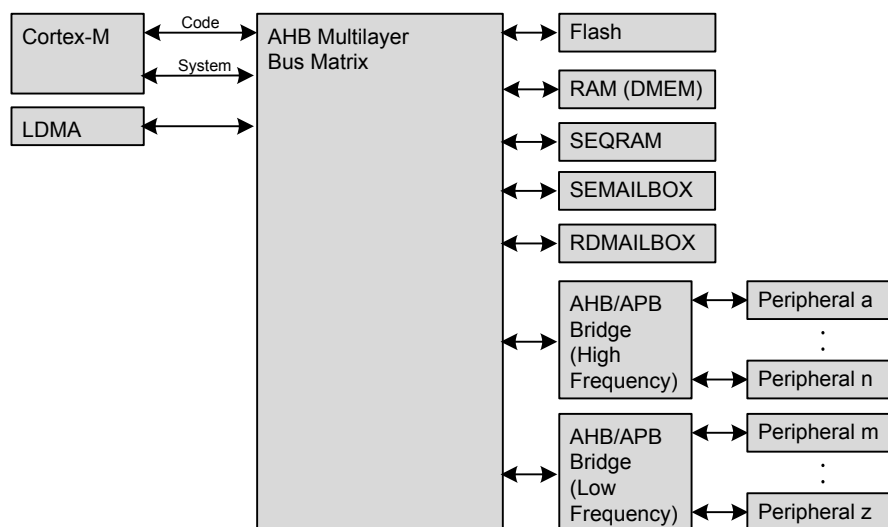 Cortex-M
Code
System
LDMA
AHB Multilayer
Bus Matrix
Flash
RAM (DMEM)
SEQRAM
SEMAILBOX
RDMAILBOX
AHB/APB
Bridge
(High
Frequency)
Peripheral a
Peripheral n
AHB/APB
Bridge
(Low
Frequency)
Peripheral m
Peripheral z